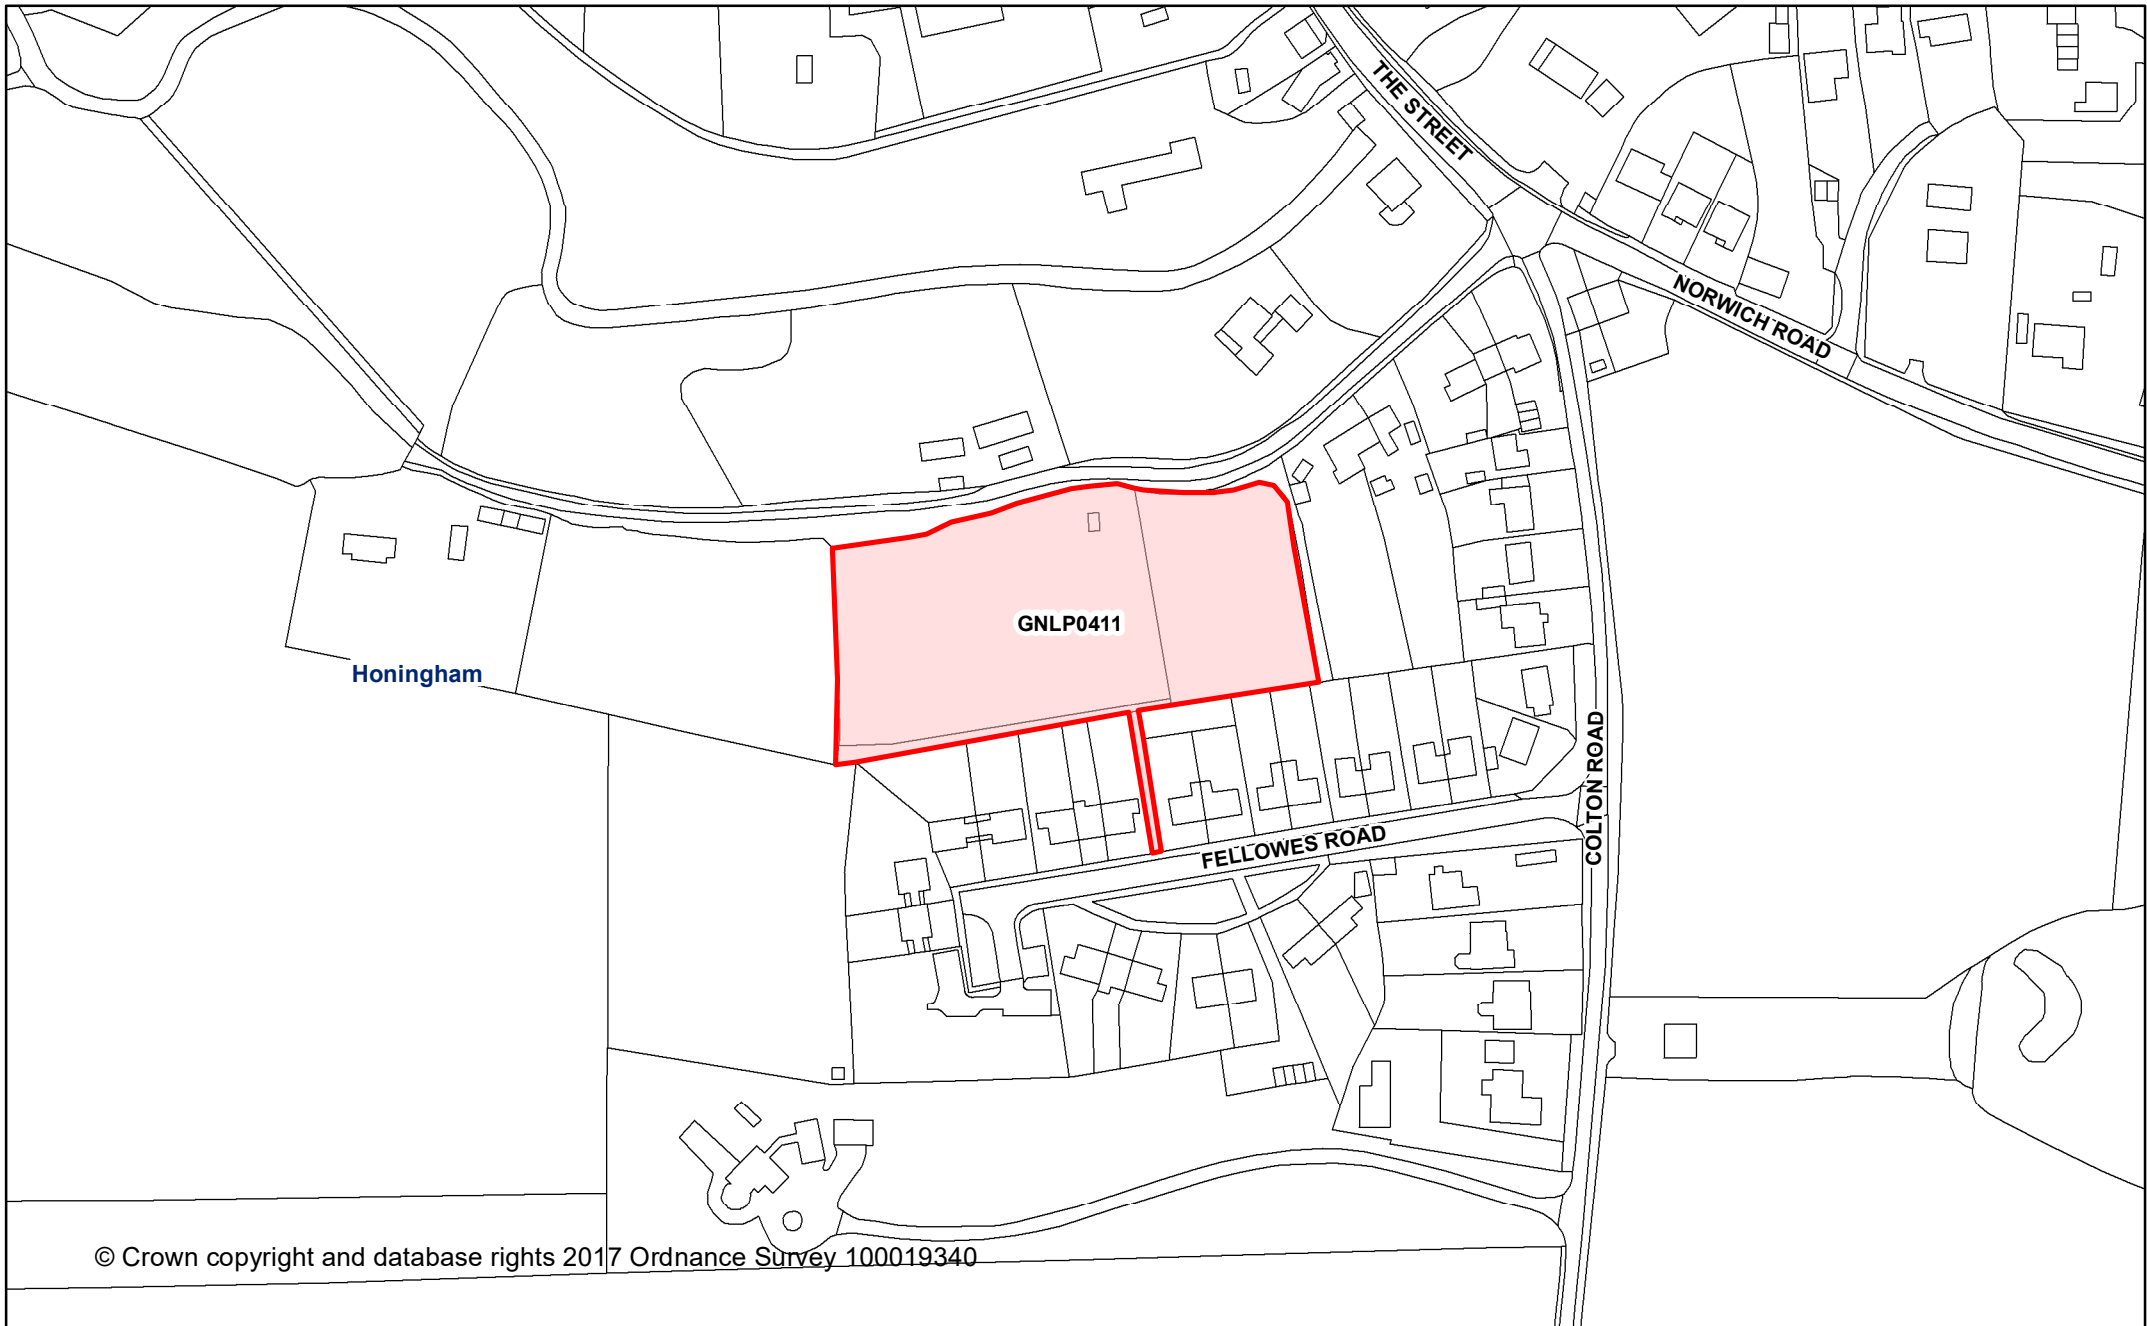 THE STREET
NORWICH ROAD
GNLP0411
Honingham
COLTON ROAD
FELLOWES ROAD
© Crown copyright and database rights 2017 Ordnance Survey 100019340